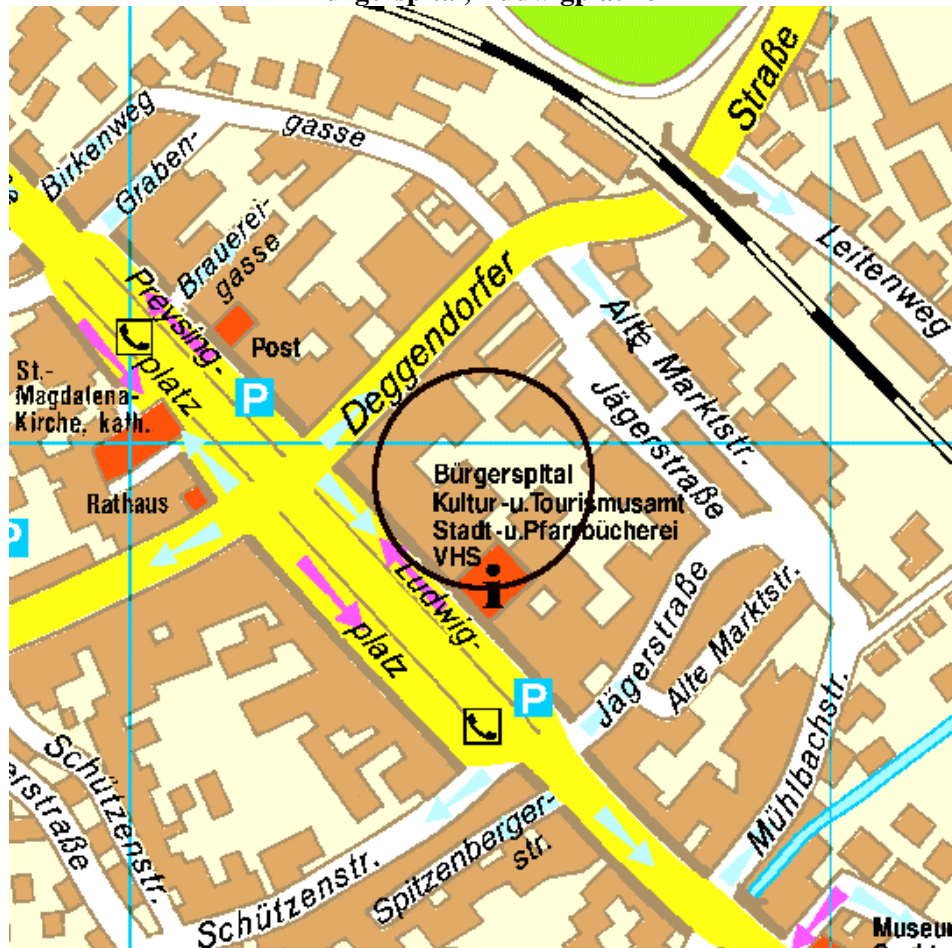 Straße
Birkenweg
Graben-
gasse
Brauerei-
gasse
Leitenweg
Preysing-
platz
Post
Deggendorfer
Alte Marktstr.
Jägerstraße
St.-
Magdalena-
Kirche, kath.
P
Rathaus
Bürgerspital
Kultur-u.Tourismusamt
Stadt-u.Pfarrbücherei
VHS
i
P
Ludwig-
platz
Jägerstraße
Alte Marktstr.
P
Mühlbachstr.
Schützenstr.
Schützenstr.
Spitzenberger-
str.